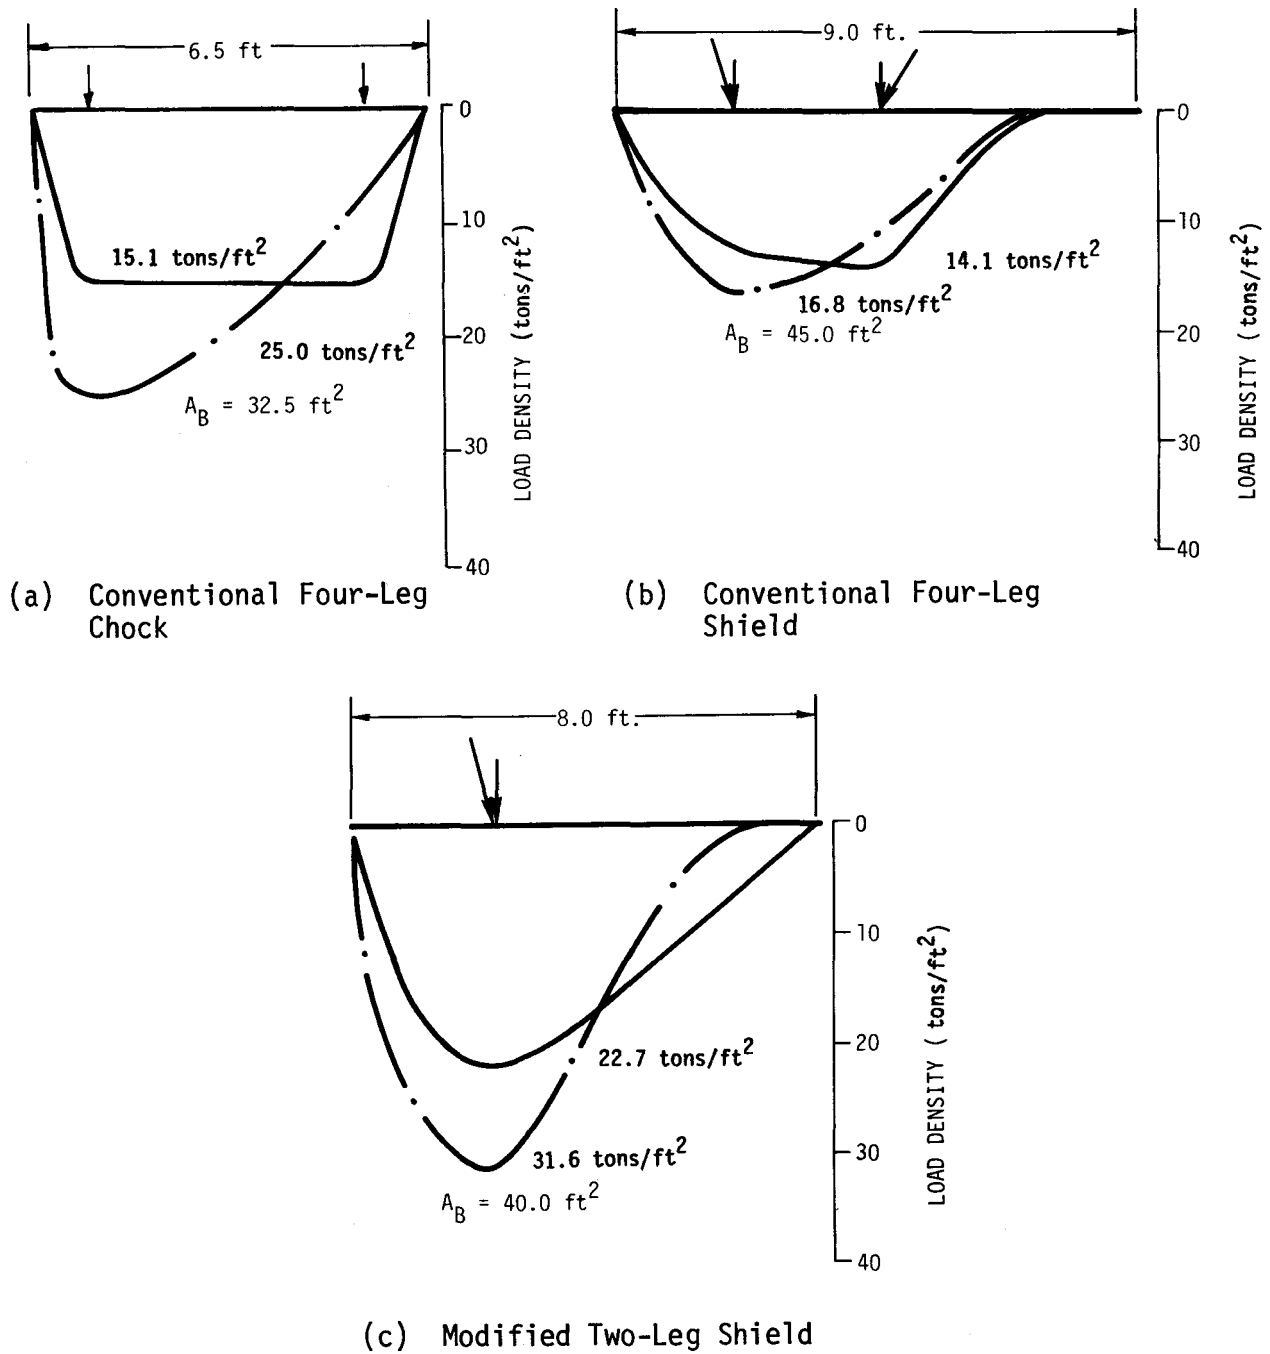 6.5 ft
0
10
20
30
40
LOAD DENSITY (tons/ft²)
15.1 tons/ft²
25.0 tons/ft²
A_B = 32.5 ft²
(a) Conventional Four-Leg
Chock
9.0 ft.
0
10
20
30
40
LOAD DENSITY (tons/ft²)
14.1 tons/ft²
16.8 tons/ft²
A_B = 45.0 ft²
(b) Conventional Four-Leg
Shield
8.0 ft.
0
10
20
30
40
LOAD DENSITY (tons/ft²)
22.7 tons/ft²
31.6 tons/ft²
A_B = 40.0 ft²
(c) Modified Two-Leg Shield